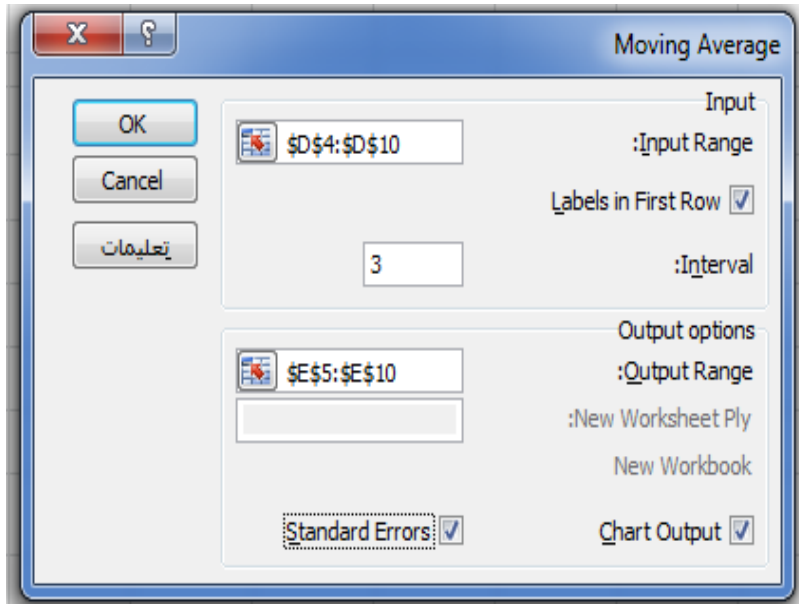 Moving Average
Input
:Input Range
$D$4:$D$10
OK
Labels in First Row
Cancel
:Interval
3
تعليمات
Output options
:Output Range
$E$5:$E$10
:New Worksheet Ply
New Workbook
Chart Output
Standard Errors